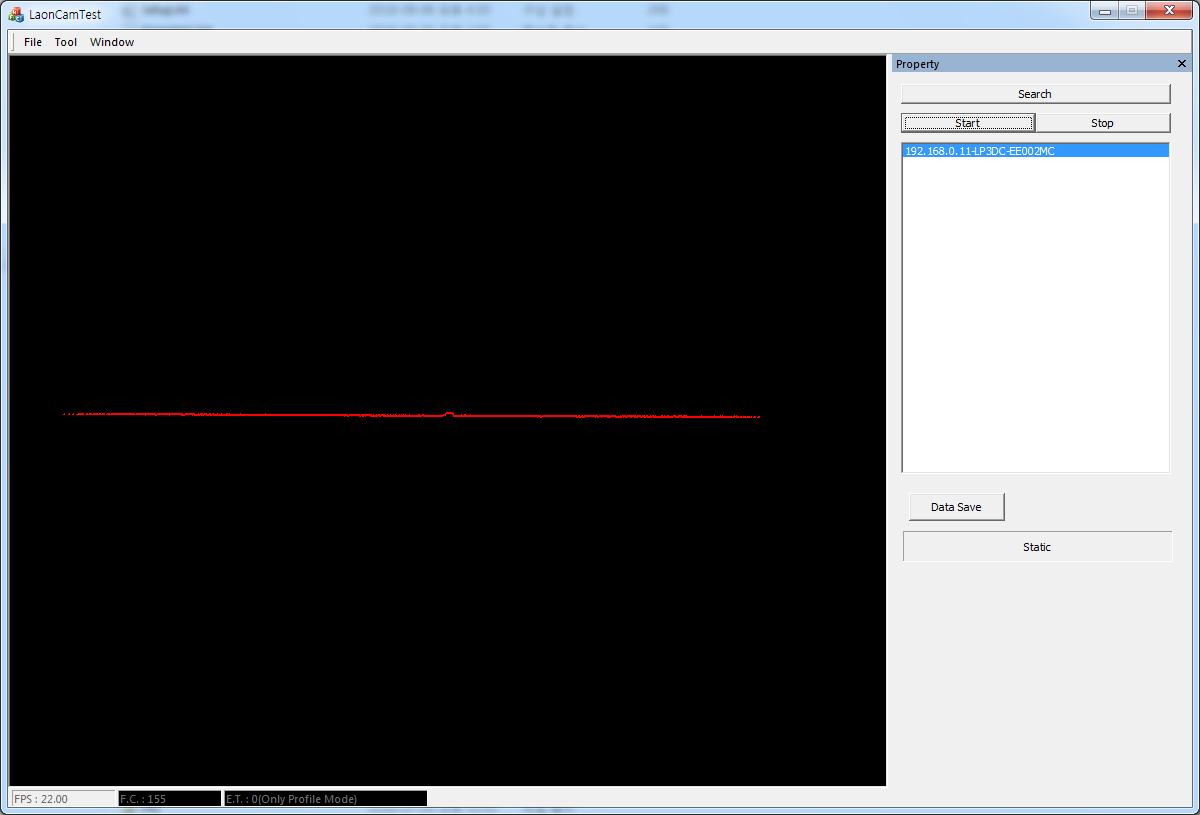 LaonCamTest
File Tool Window
Property
Search
Start Stop
192.168.0.11-LP3DC-EE002MC
Data Save
Static
FPS : 22.00 F.C. : 155 E.T. : 0(Only Profile Mode)